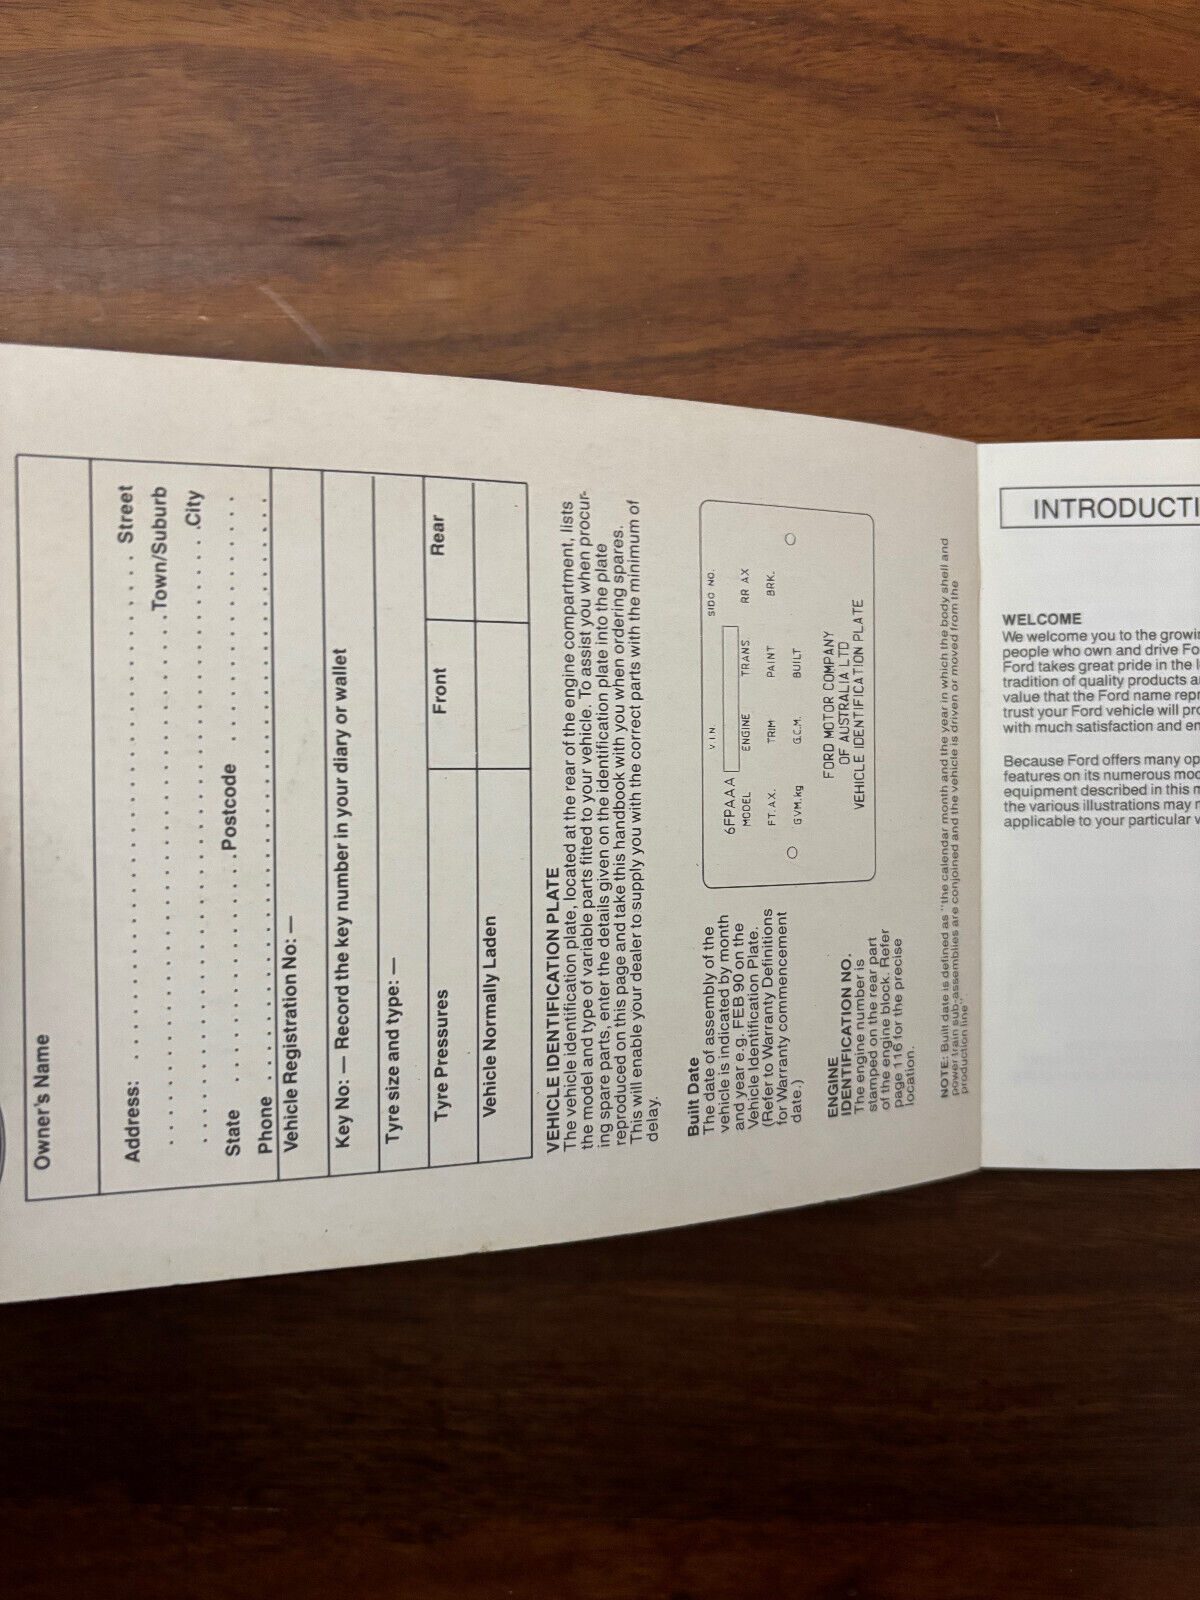 Owner's Name
Address: . . . . . . . . . . . . . . . . . . . . . . . . . . . . . . Street
. . . . . . . . . . . . . . . . . . . . . . . . . . . . . . Town/Suburb
. . . . . . . . . . . . . . . . . . . . . . . . . . . . . . . . . . . . . .City
State . . . . . . . . . . . . . . .Postcode . . . . . . . . . . . . . . . . .
Phone . . . . . . . . . . . . . . . . . . . . . . . . . . . . . . . . . . . . . .
Vehicle Registration No: —
Key No: — Record the key number in your diary or wallet
Tyre size and type: —
Tyre Pressures Front Rear
Vehicle Normally Laden
VEHICLE IDENTIFICATION PLATE
The vehicle identification plate, located at the rear of the engine compartment, lists
the model and type of variable parts fitted to your vehicle. To assist you when procur-
ing spare parts, enter the details given on the identification plate into the plate
reproduced on this page and take this handbook with you when ordering spares.
This will enable your dealer to supply you with the correct parts with the minimum of
delay.
Built Date
The date of assembly of the
vehicle is indicated by month
and year e.g. FEB 90 on the
Vehicle Identification Plate.
(Refer to Warranty Definitions
for Warranty commencement
date.)
ENGINE
IDENTIFICATION NO.
The engine number is
stamped on the rear part
of the engine block. Refer
page 116 for the precise
location.
V.I.N. SIDO NO.
6FPAAA
MODEL ENGINE TRANS RR AX
FT. AX. TRIM PAINT BRK.
GVM.kg G.C.M. BUILT
FORD MOTOR COMPANY
OF AUSTRALIA LTD
VEHICLE IDENTIFICATION PLATE
NOTE: Built date is defined as "the calendar month and the year in which the body shell and
power train sub-assemblies are conjoined and the vehicle is driven or moved from the
production line"
INTRODUCTI
WELCOME
We welcome you to the growin
people who own and drive Fo
Ford takes great pride in the l
tradition of quality products a
value that the Ford name repr
trust your Ford vehicle will pro
with much satisfaction and en
Because Ford offers many op
features on its numerous mod
equipment described in this m
the various illustrations may n
applicable to your particular v